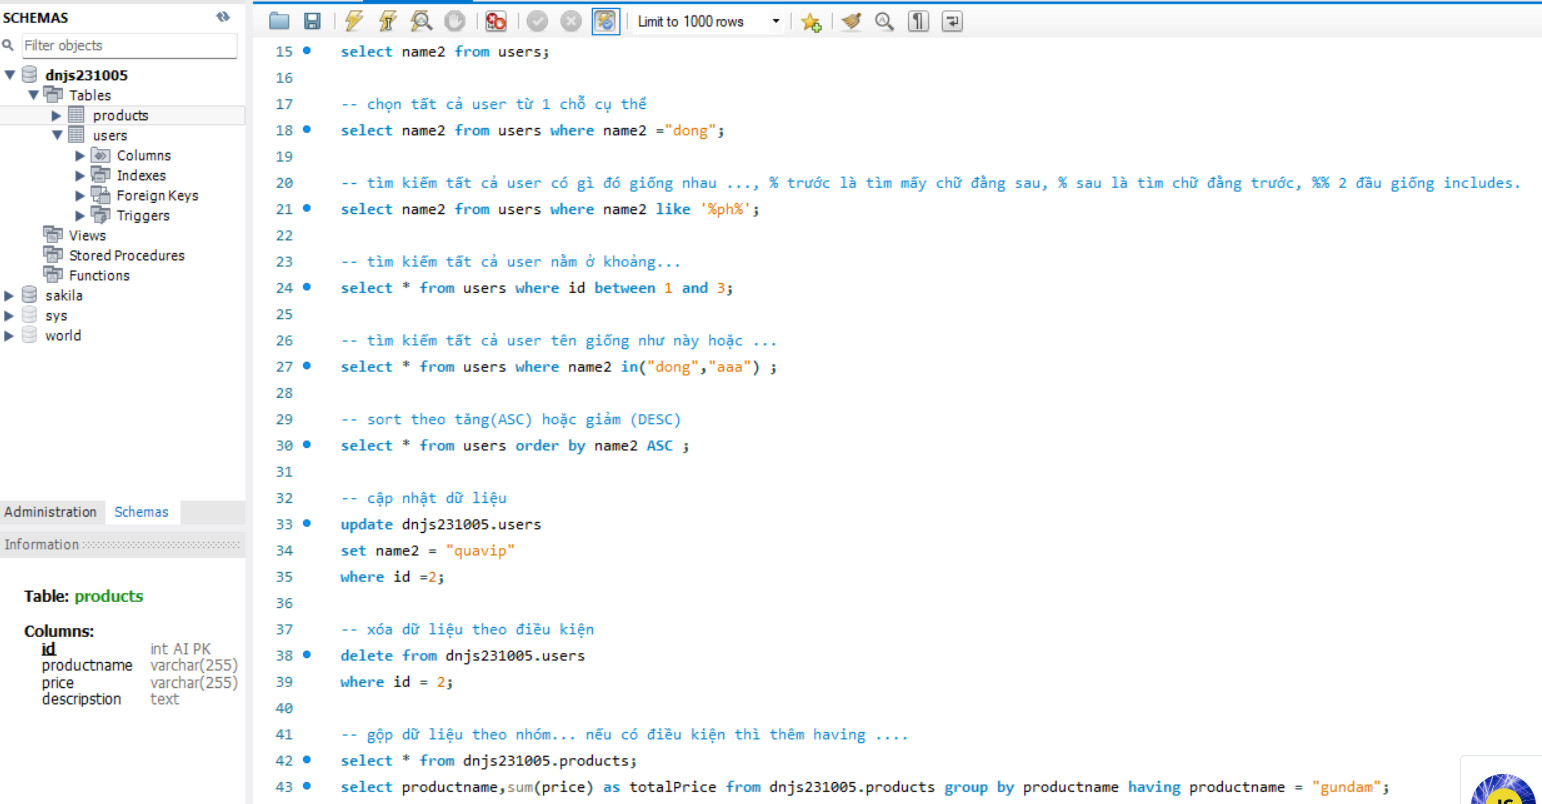 SCHEMAS
Filter objects
dnjs231005
Tables
products
users
Columns
Indexes
Foreign Keys
Triggers
Views
Stored Procedures
Functions
sakila
sys
world
Administration Schemas
Information
Table: products
Columns:
id int AI PK
productname varchar(255)
price varchar(255)
descripstion text
Limit to 1000 rows
15 select name2 from users;
16
17 -- chọn tất cả user từ 1 chỗ cụ thể
18 select name2 from users where name2 ="dong";
19
20 -- tìm kiếm tất cả user có gì đó giống nhau ..., % trước là tìm mấy chữ đằng sau, % sau là tìm chữ đằng trước, %% 2 đầu giống includes.
21 select name2 from users where name2 like '%ph%';
22
23 -- tìm kiếm tất cả user nằm ở khoảng...
24 select * from users where id between 1 and 3;
25
26 -- tìm kiếm tất cả user tên giống như này hoặc ...
27 select * from users where name2 in("dong","aaa") ;
28
29 -- sort theo tăng(ASC) hoặc giảm (DESC)
30 select * from users order by name2 ASC ;
31
32 -- cập nhật dữ liệu
33 update dnjs231005.users
34 set name2 = "quavip"
35 where id =2;
36
37 -- xóa dữ liệu theo điều kiện
38 delete from dnjs231005.users
39 where id = 2;
40
41 -- gộp dữ liệu theo nhóm... nếu có điều kiện thì thêm having ....
42 select * from dnjs231005.products;
43 select productname,sum(price) as totalPrice from dnjs231005.products group by productname having productname = "gundam";